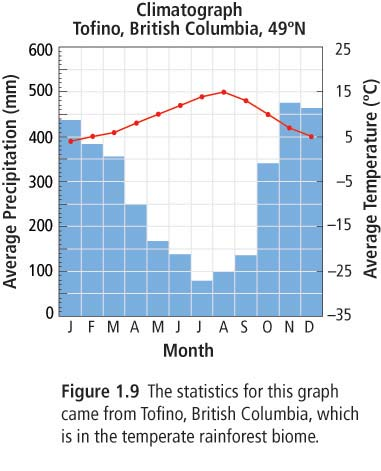 Climatograph
Tofino, British Columbia, 49°N
Average Precipitation (mm)
600
500
400
300
200
100
0
25
15
5
–5
–15
–25
–35
Average Temperature (°C)
J F M A M J J A S O N D
Month
Figure 1.9 The statistics for this graph
came from Tofino, British Columbia, which
is in the temperate rainforest biome.